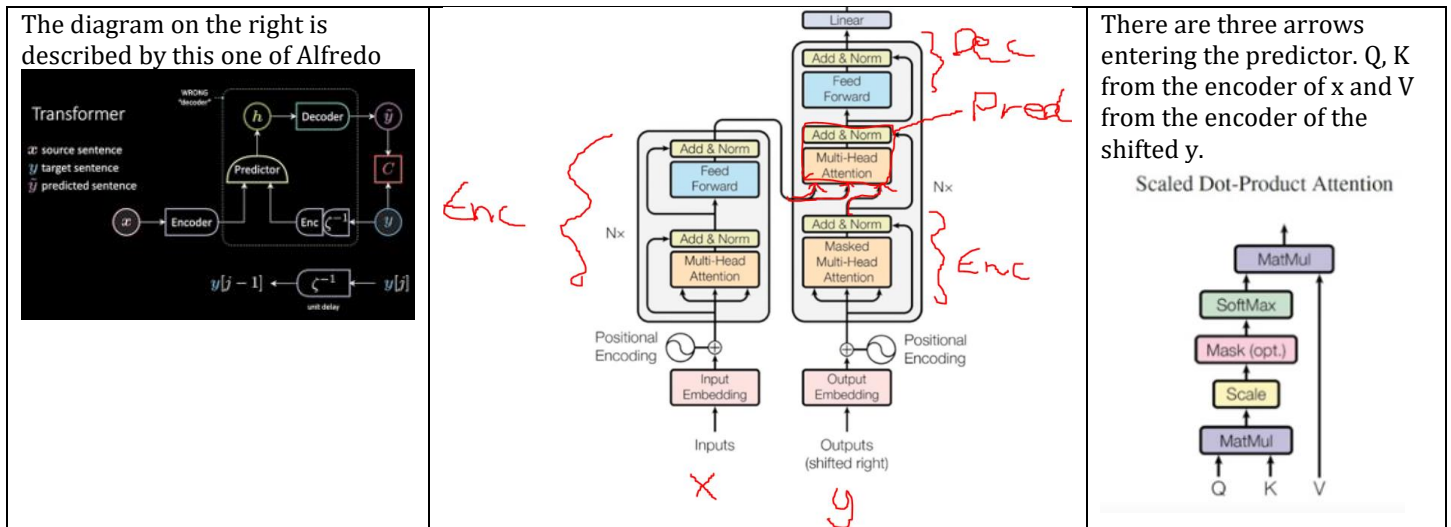 The diagram on the right is
described by this one of Alfredo
WRONG
"decoder"
Transformer
x source sentence
y target sentence
ỹ predicted sentence
h
Decoder
ỹ
Predictor
C
x
Encoder
Enc
ζ⁻¹
y
y[j − 1]
ζ⁻¹
y[j]
unit delay
Linear
Add & Norm
Dec
Feed
Forward
Pred
Add & Norm
Multi-Head
Attention
Add & Norm
Feed
Forward
Enc
Nx
Add & Norm
Masked
Multi-Head
Attention
Enc
Nx
Add & Norm
Multi-Head
Attention
Positional
Encoding
Positional
Encoding
Input
Embedding
Output
Embedding
Inputs
Outputs
(shifted right)
x
y
There are three arrows
entering the predictor. Q, K
from the encoder of x and V
from the encoder of the
shifted y.
Scaled Dot-Product Attention
MatMul
SoftMax
Mask (opt.)
Scale
MatMul
Q K V